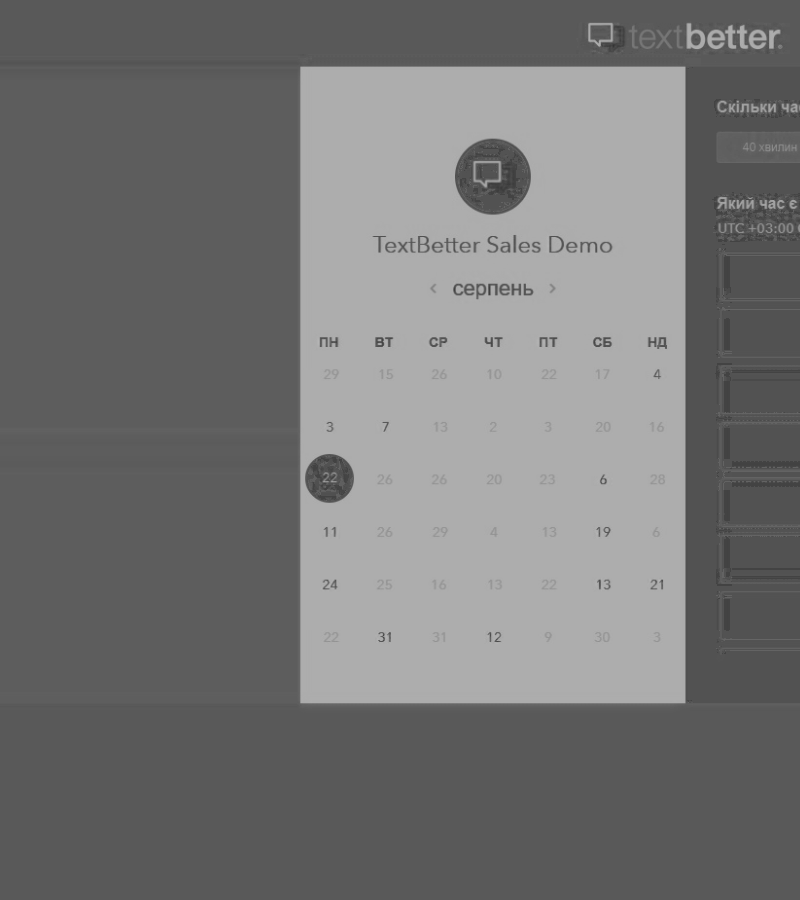 textbetter.
TextBetter Sales Demo
серпень
ПН ВТ СР ЧТ ПТ СБ НД
29 15 26 10 22 17 4
3 7 13 2 3 20 16
22 26 26 20 23 6 28
11 26 29 4 13 19 6
24 25 16 13 22 13 21
22 31 31 12 9 30 3
Скільки ча
40 хвилин
Який час є
UTC +03:00